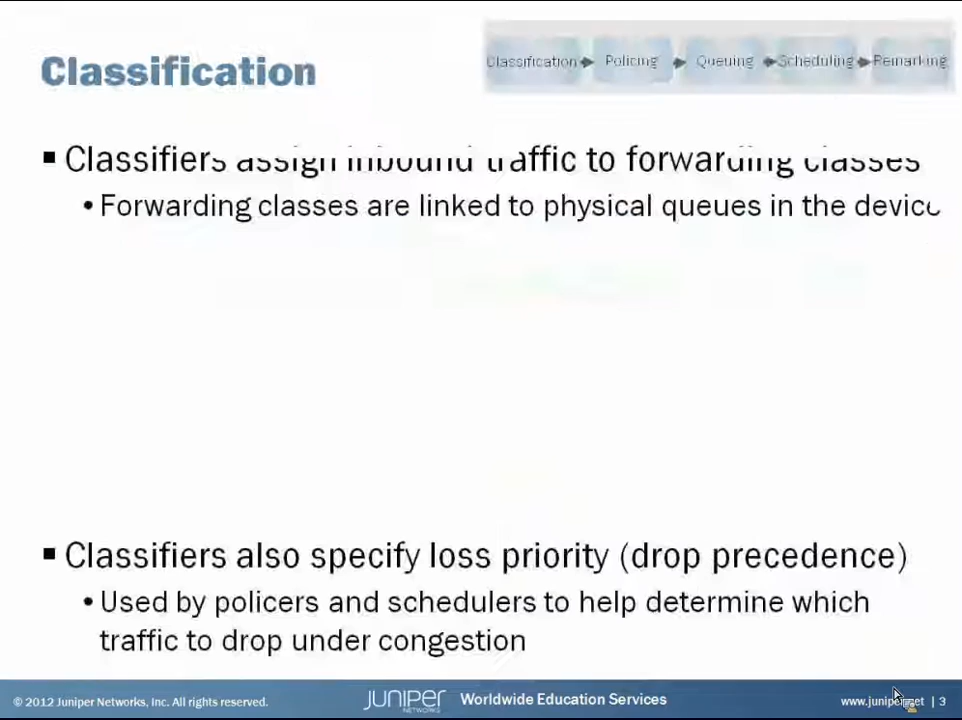 Classification
Classification Policing Queuing Scheduling Remarking
▪ Classifiers assign inbound traffic to forwarding classes
• Forwarding classes are linked to physical queues in the device
▪ Classifiers also specify loss priority (drop precedence)
• Used by policers and schedulers to help determine which
traffic to drop under congestion
© 2012 Juniper Networks, Inc. All rights reserved.
JUNIPER
NETWORKS
Worldwide Education Services
www.juniper.net | 3